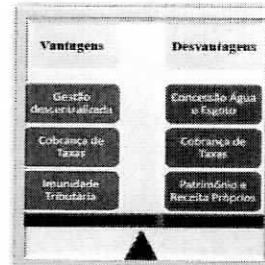 Vantagens
Desvantagens
Gestão
descentralizada
Concessão Água
e Esgoto
Cobrança de
Taxas
Cobrança de
Taxas
Imunidade
Tributária
Patrimônio e
Receita Próprios